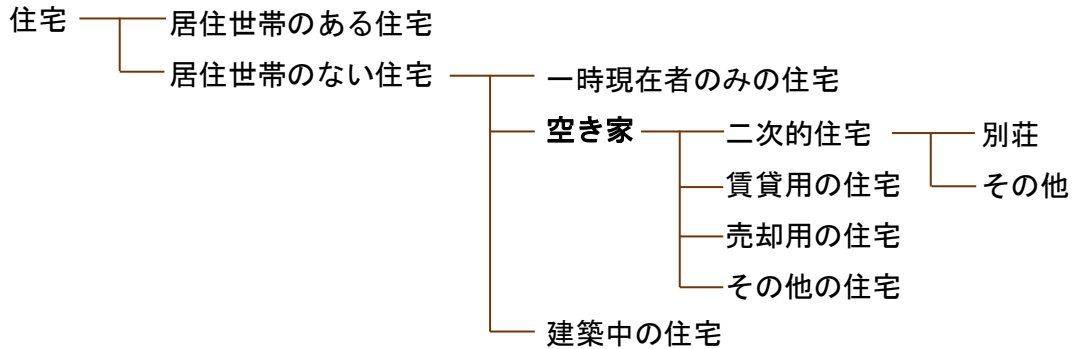 住宅 居住世帯のある住宅
居住世帯のない住宅 一時現在者のみの住宅
空き家 二次的住宅 別荘
賃貸用の住宅 その他
売却用の住宅
その他の住宅
建築中の住宅